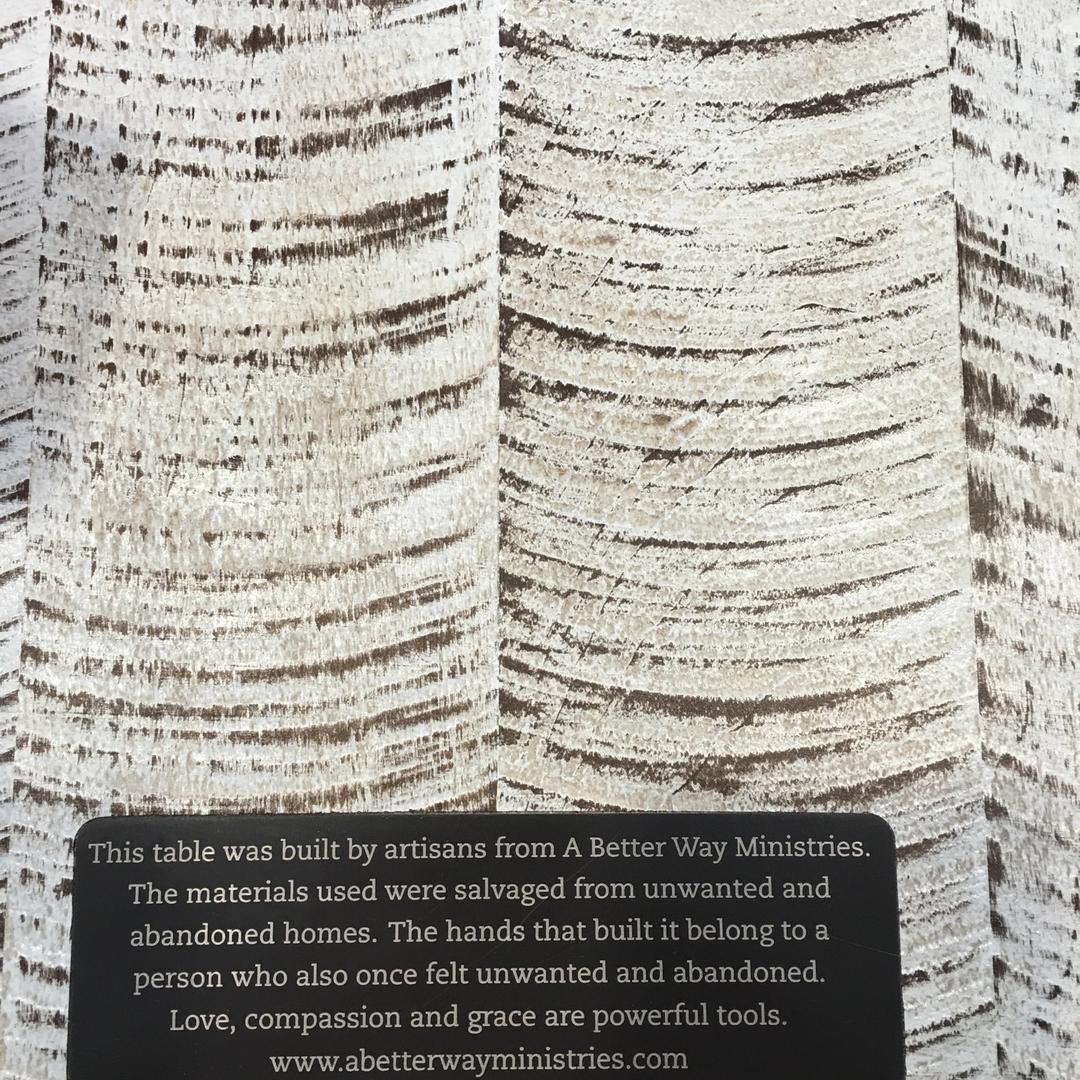 This table was built by artisans from A Better Way Ministries.
The materials used were salvaged from unwanted and
abandoned homes. The hands that built it belong to a
person who also once felt unwanted and abandoned.
Love, compassion and grace are powerful tools.
www.abetterwayministries.com